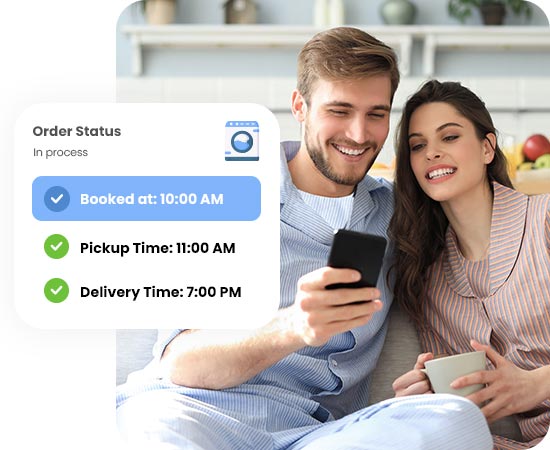 Order Status
In process
Booked at: 10:00 AM
Pickup Time: 11:00 AM
Delivery Time: 7:00 PM